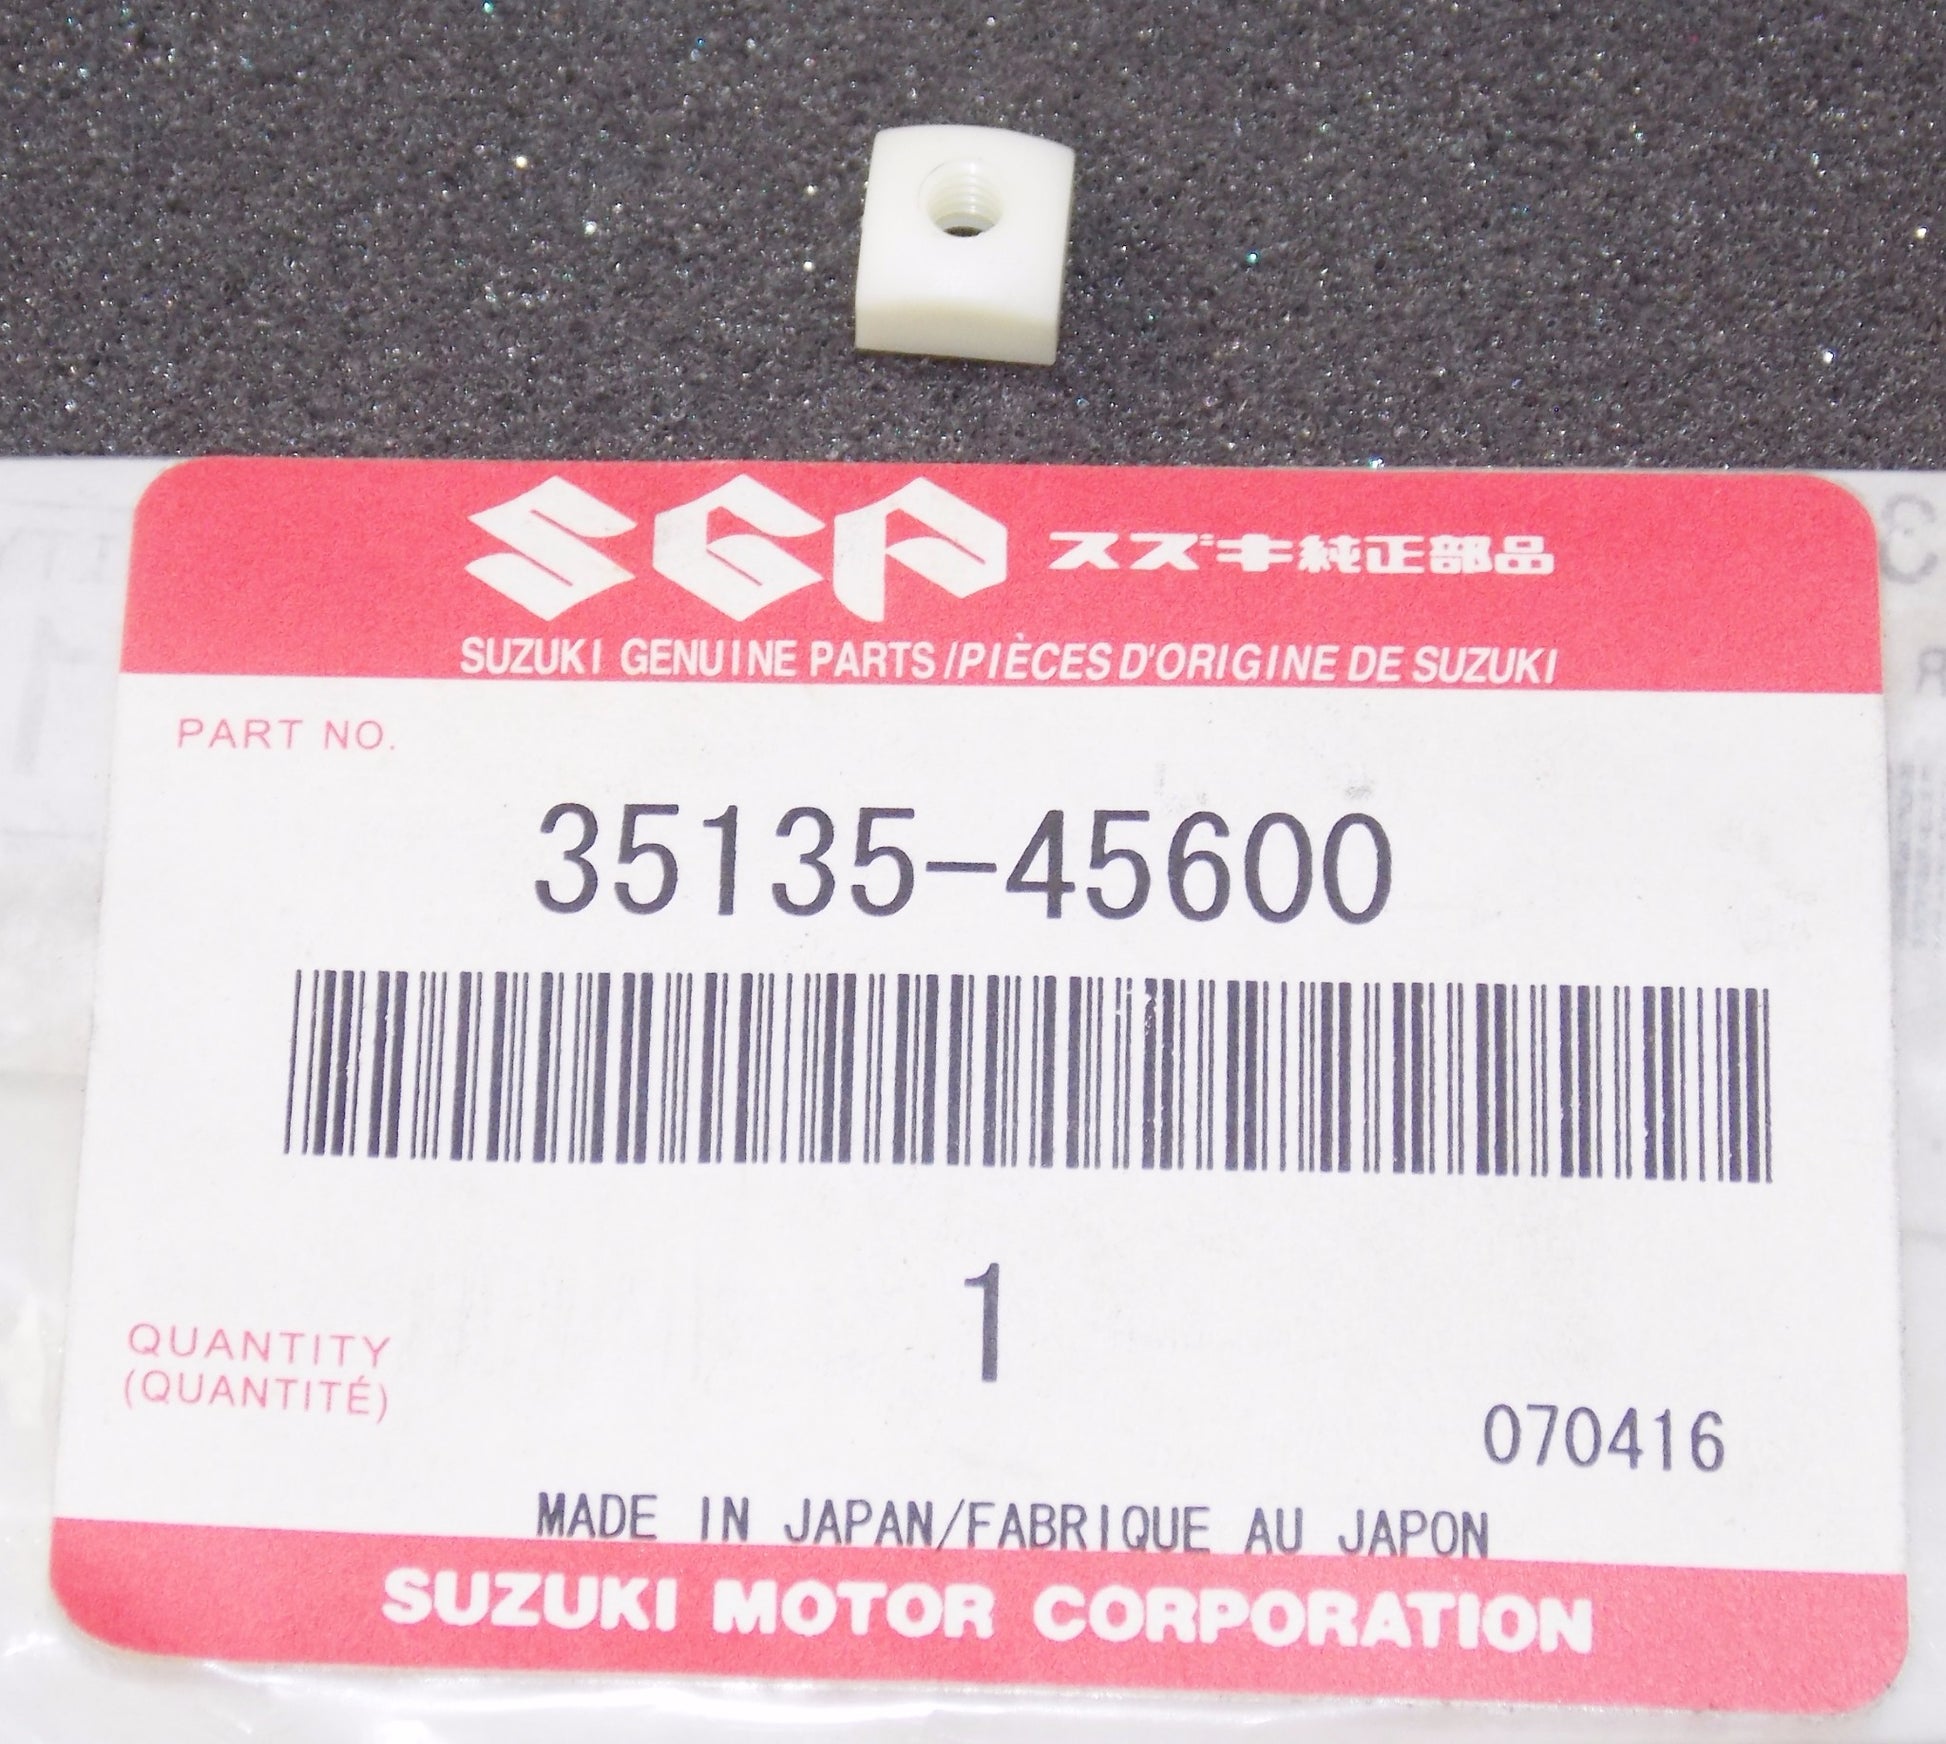 SGP スズキ純正部品
SUZUKI GENUINE PARTS/PIÈCES D'ORIGINE DE SUZUKI
PART NO.
35135-45600
1
QUANTITY
(QUANTITÉ)
070416
MADE IN JAPAN/FABRIQUE AU JAPON
SUZUKI MOTOR CORPORATION